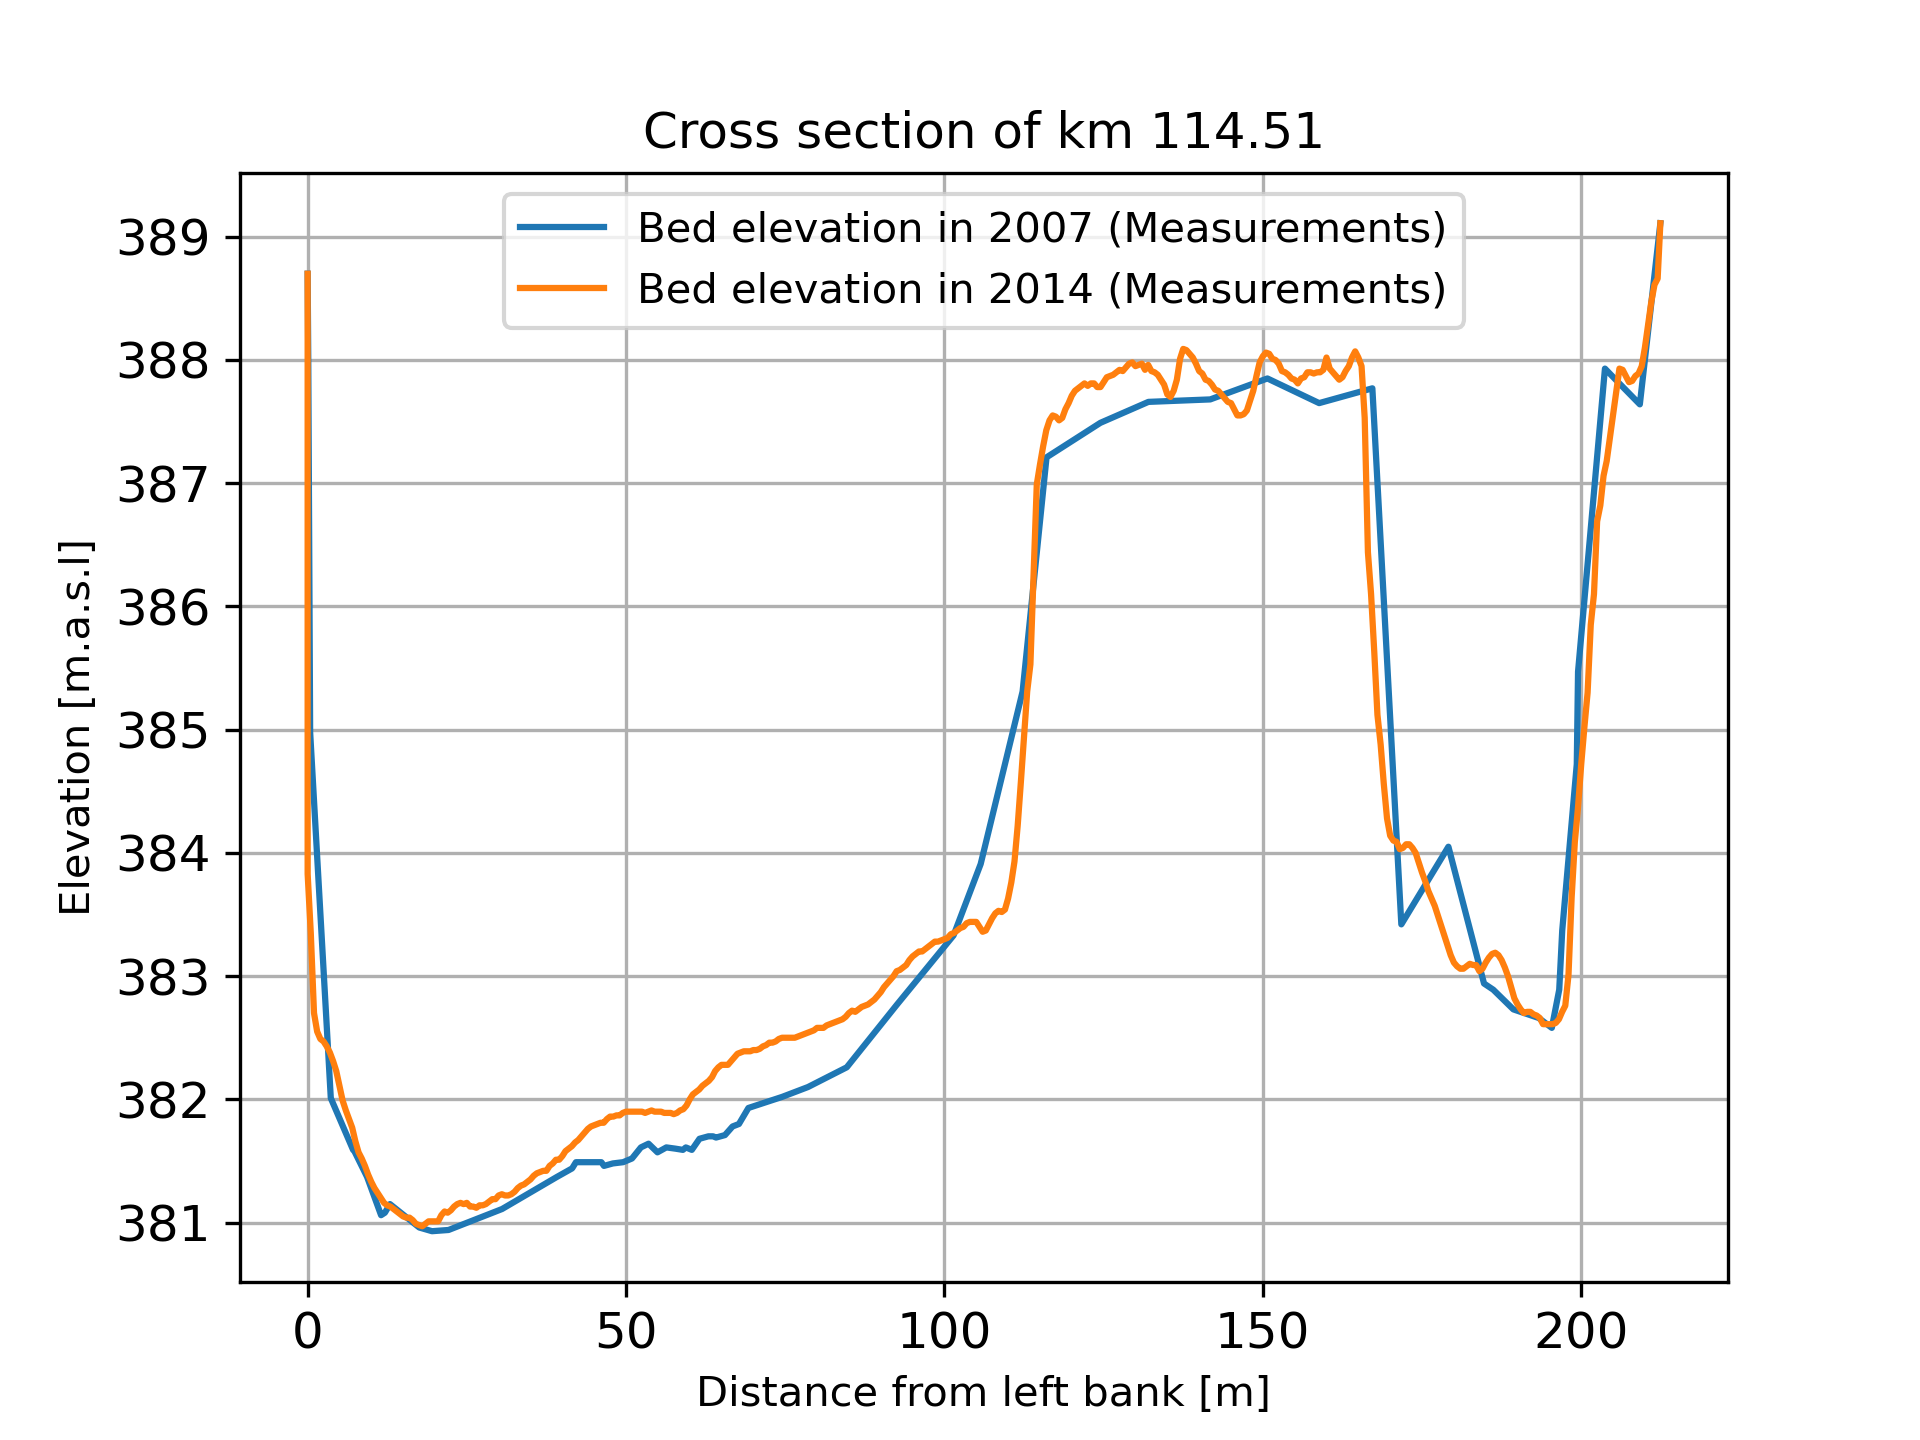 Cross section of km 114.51
Bed elevation in 2007 (Measurements)
Bed elevation in 2014 (Measurements)
389
388
387
386
385
384
383
382
381
Elevation [m.a.s.l]
0 50 100 150 200
Distance from left bank [m]